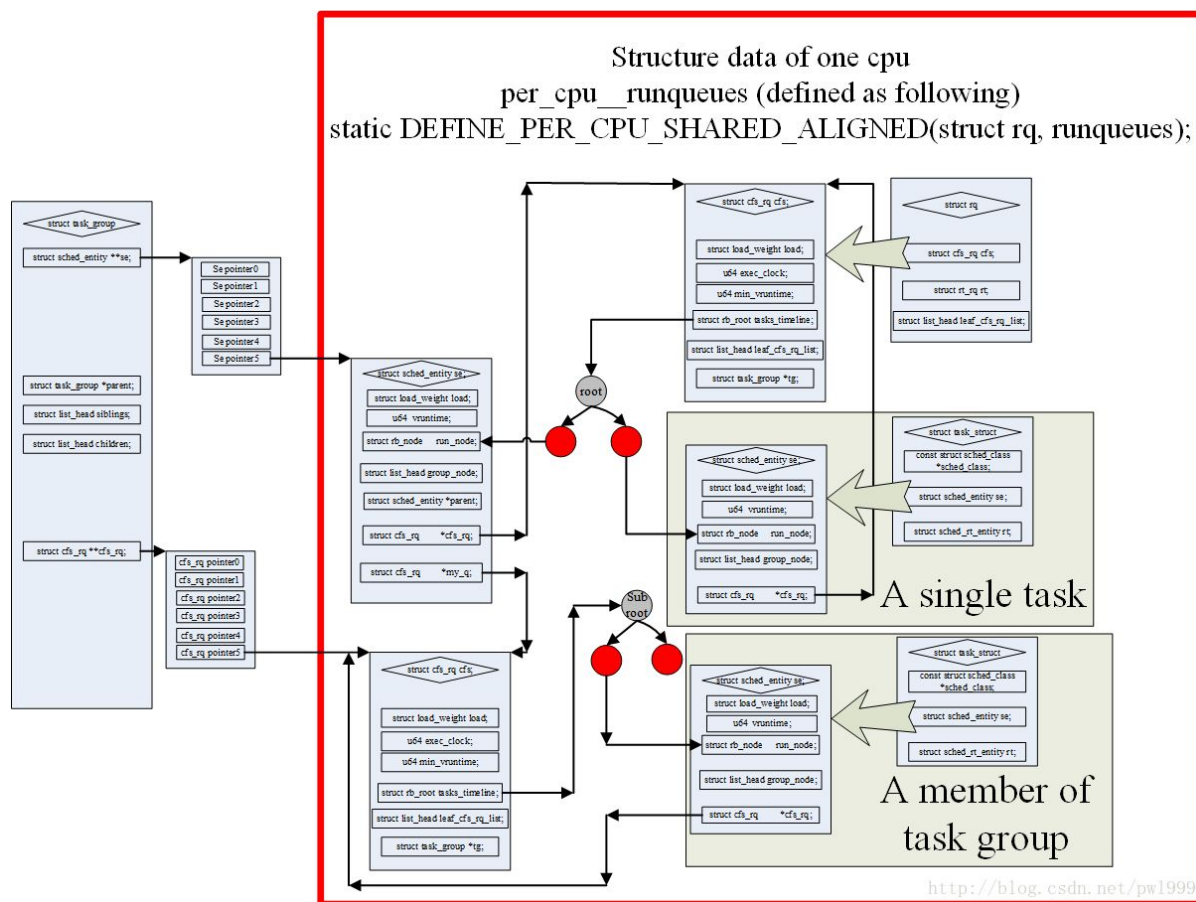 Structure data of one cpu
per_cpu__runqueues (defined as following)
static DEFINE_PER_CPU_SHARED_ALIGNED(struct rq, runqueues);
struct task_group
struct sched_entity **se;
struct task_group *parent;
struct list_head siblings;
struct list_head children;
struct cfs_rq **cfs_rq;
Se pointer0
Se pointer1
Se pointer2
Se pointer3
Se pointer4
Se pointer5
cfs_rq pointer0
cfs_rq pointer1
cfs_rq pointer2
cfs_rq pointer3
cfs_rq pointer4
cfs_rq pointer5
struct sched_entity se;
struct load_weight load;
u64 vruntime;
struct rb_node run_node;
struct list_head group_node;
struct sched_entity *parent;
struct cfs_rq *cfs_rq;
struct cfs_rq *my_q;
struct cfs_rq cfs;
struct load_weight load;
u64 exec_clock;
u64 min_vruntime;
struct rb_root tasks_timeline;
struct list_head leaf_cfs_rq_list;
struct task_group *tg;
struct cfs_rq cfs;
struct load_weight load;
u64 exec_clock;
u64 min_vruntime;
struct rb_root tasks_timeline;
struct list_head leaf_cfs_rq_list;
struct task_group *tg;
struct rq
struct cfs_rq cfs;
struct rt_rq rt;
struct list_head leaf_cfs_rq_list;
root
struct sched_entity se;
struct load_weight load;
u64 vruntime;
struct rb_node run_node;
struct list_head group_node;
struct cfs_rq *cfs_rq;
struct task_struct
const struct sched_class
*sched_class;
struct sched_entity se;
struct sched_rt_entity rt;
A single task
Sub
root
struct sched_entity se;
struct load_weight load;
u64 vruntime;
struct rb_node run_node;
struct list_head group_node;
struct cfs_rq *cfs_rq;
struct task_struct
const struct sched_class
*sched_class;
struct sched_entity se;
struct sched_rt_entity rt;
A member of
task group
http://blog.csdn.net/pwl999